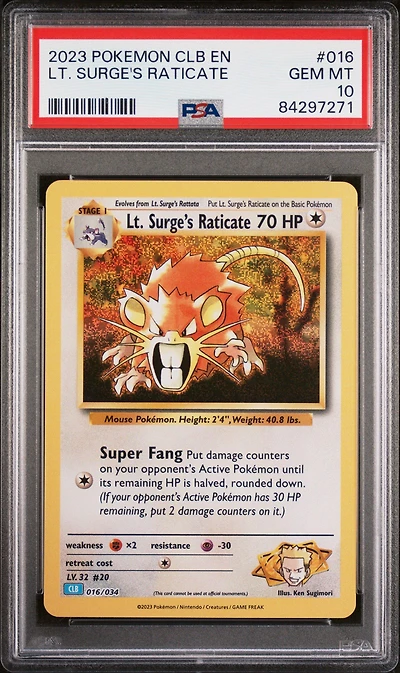 2023 POKEMON CLB EN #016
LT. SURGE'S RATICATE GEM MT
10
PSA 84297271
Evolves from Lt. Surge's Rattata Put Lt. Surge's Raticate on the Basic Pokémon
STAGE 1
Lt. Surge's Raticate 70 HP
Mouse Pokémon. Height: 2'4", Weight: 40.8 lbs.
Super Fang Put damage counters
on your opponent's Active Pokémon until
its remaining HP is halved, rounded down.
(If your opponent's Active Pokémon has 30 HP
remaining, put 2 damage counters on it.)
weakness ×2 resistance -30
retreat cost
LV. 32 #20
CLB 016/034 (This card cannot be used at official tournaments.) Illus. Ken Sugimori
©2023 Pokémon / Nintendo / Creatures / GAME FREAK